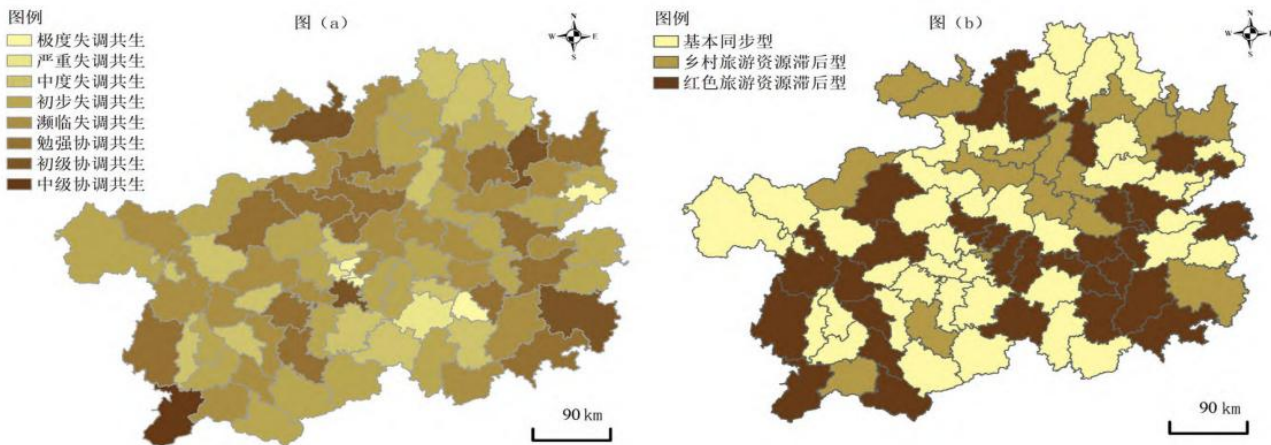 图例
图（a）
N
W
E
S
极度失调共生
严重失调共生
中度失调共生
初步失调共生
濒临失调共生
勉强协调共生
初级协调共生
中级协调共生
90 km
图例
图（b）
N
W
E
S
基本同步型
乡村旅游资源滞后型
红色旅游资源滞后型
90 km